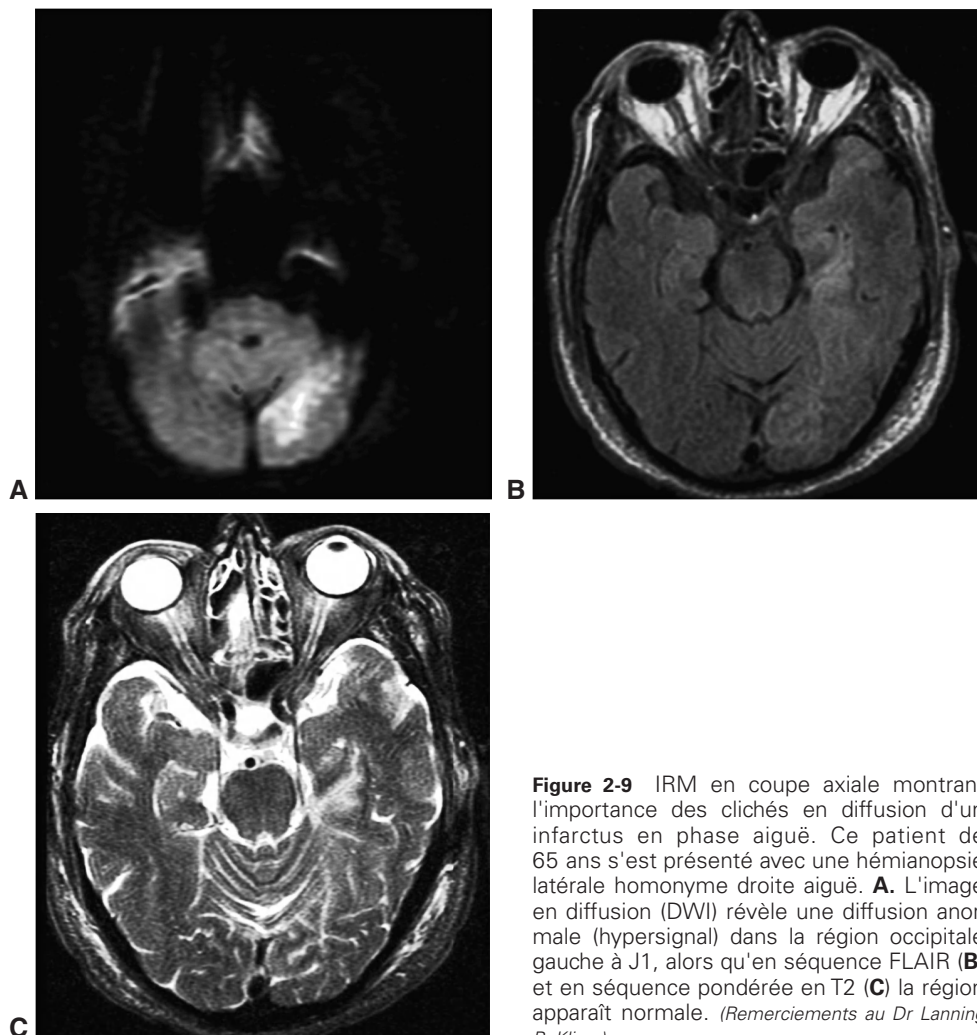 A
B
C
Figure 2-9 IRM en coupe axiale montran
l'importance des clichés en diffusion d'un
infarctus en phase aiguë. Ce patient de
65 ans s'est présenté avec une hémianopsie
latérale homonyme droite aiguë. A. L'image
en diffusion (DWI) révèle une diffusion anor
male (hypersignal) dans la région occipitale
gauche à J1, alors qu'en séquence FLAIR (B)
et en séquence pondérée en T2 (C) la région
apparaît normale. (Remerciements au Dr Lanning